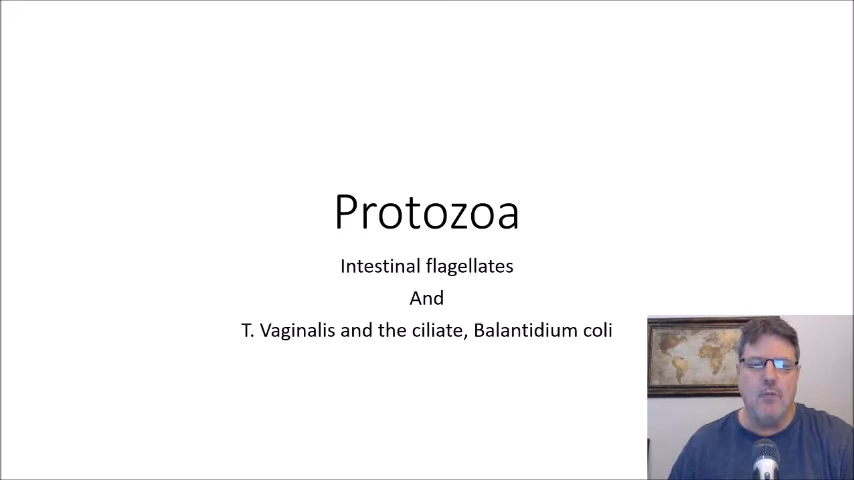 Protozoa
Intestinal flagellates
And
T. Vaginalis and the ciliate, Balantidium coli